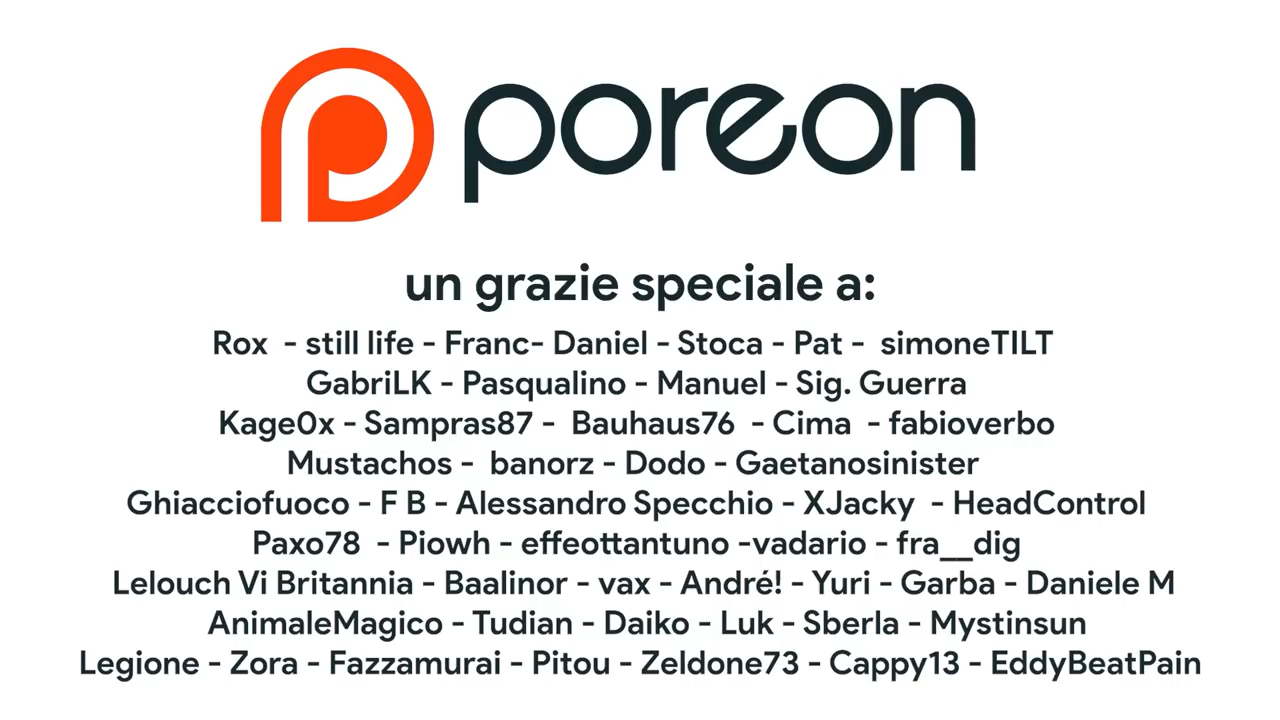 poreon
un grazie speciale a:
Rox - still life - Franc- Daniel - Stoca - Pat - simoneTILT
GabriLK - Pasqualino - Manuel - Sig. Guerra
Kage0x - Sampras87 - Bauhaus76 - Cima - fabioverbo
Mustachos - banorz - Dodo - Gaetanosinister
Ghiacciofuoco - F B - Alessandro Specchio - XJacky - HeadControl
Paxo78 - Piowh - effeottantuno -vadario - fra__dig
Lelouch Vi Britannia - Baalinor - vax - André! - Yuri - Garba - Daniele M
AnimaleMagico - Tudian - Daiko - Luk - Sberla - Mystinsun
Legione - Zora - Fazzamurai - Pitou - Zeldone73 - Cappy13 - EddyBeatPain